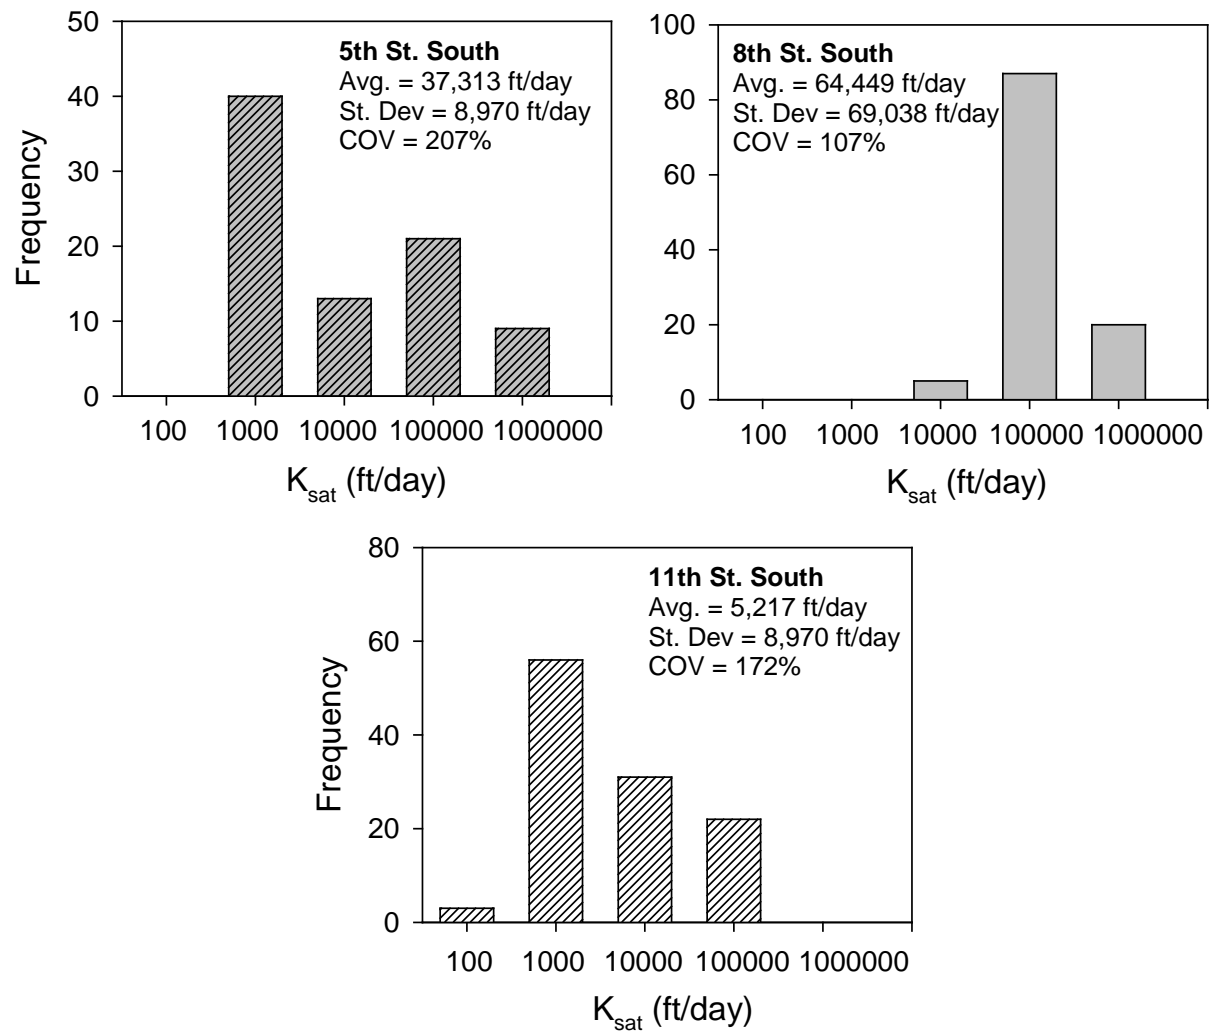 5th St. South
Avg. = 37,313 ft/day
St. Dev = 8,970 ft/day
COV = 207%
Frequency
50
40
30
20
10
0
100 1000 10000 100000 1000000
Ksat (ft/day)
8th St. South
Avg. = 64,449 ft/day
St. Dev = 69,038 ft/day
COV = 107%
100
80
60
40
20
0
100 1000 10000 100000 1000000
Ksat (ft/day)
11th St. South
Avg. = 5,217 ft/day
St. Dev = 8,970 ft/day
COV = 172%
Frequency
80
60
40
20
0
100 1000 10000 100000 1000000
Ksat (ft/day)